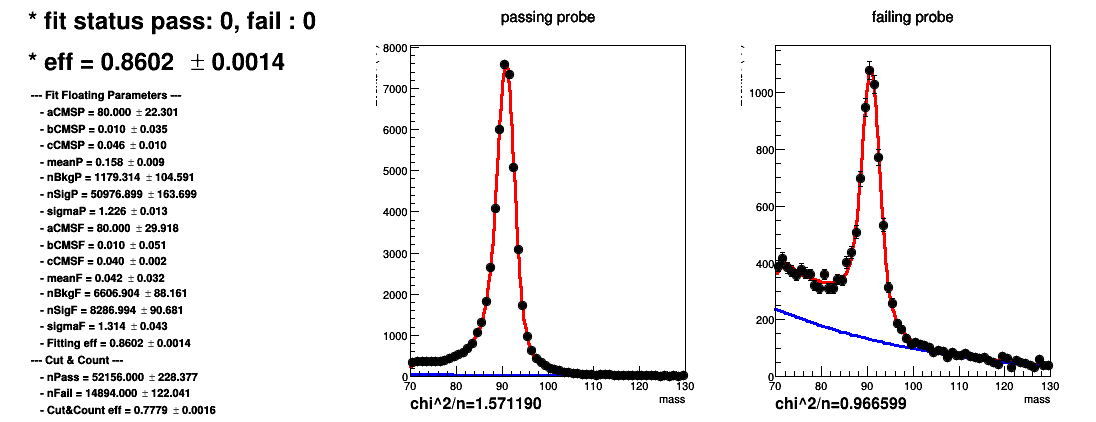 * fit status pass: 0, fail : 0
* eff = 0.8602 ± 0.0014
--- Fit Floating Parameters ---
- aCMSP = 80.000 ± 22.301
- bCMSP = 0.010 ± 0.035
- cCMSP = 0.046 ± 0.010
- meanP = 0.158 ± 0.009
- nBkgP = 1179.314 ± 104.591
- nSigP = 50976.899 ± 163.699
- sigmaP = 1.226 ± 0.013
- aCMSF = 80.000 ± 29.918
- bCMSF = 0.010 ± 0.051
- cCMSF = 0.040 ± 0.002
- meanF = 0.042 ± 0.032
- nBkgF = 6606.904 ± 88.161
- nSigF = 8286.994 ± 90.681
- sigmaF = 1.314 ± 0.043
- Fitting eff = 0.8602 ± 0.0014
--- Cut & Count ---
- nPass = 52156.000 ± 228.377
- nFail = 14894.000 ± 122.041
- Cut&Count eff = 0.7779 ± 0.0016
passing probe
8000
7000
6000
5000
4000
3000
2000
1000
0
70 80 90 100 110 120 130
mass
chi^2/n=1.571190
failing probe
1000
800
600
400
200
0
70 80 90 100 110 120 130
mass
chi^2/n=0.966599